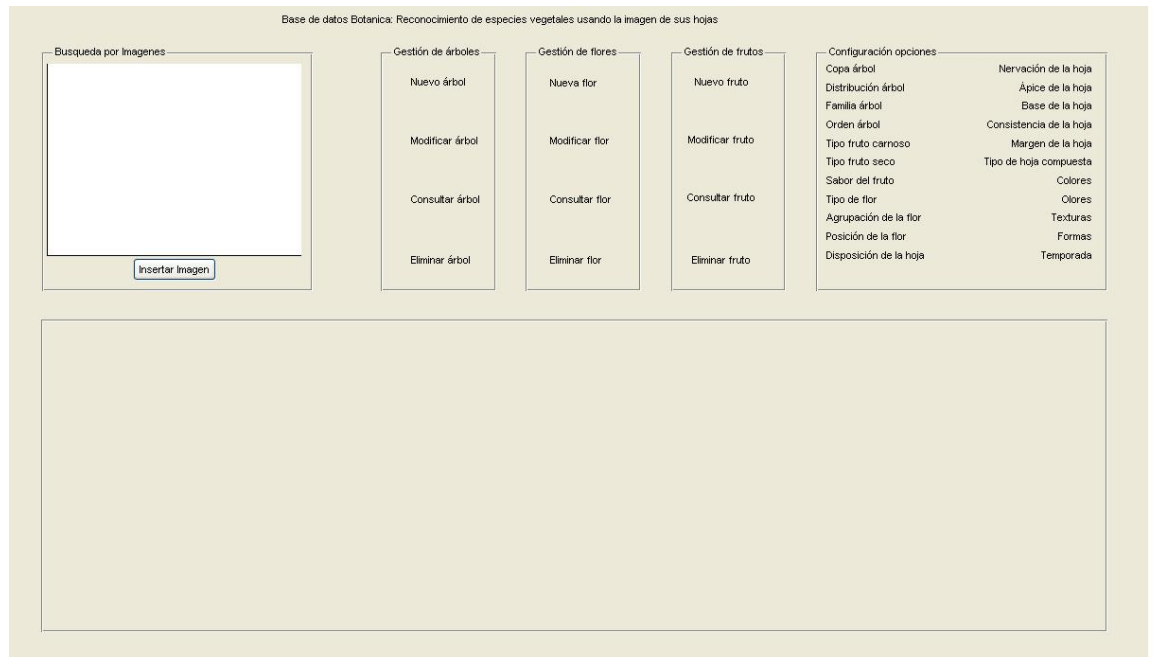 Base de datos Botanica: Reconocimiento de especies vegetales usando la imagen de sus hojas
Busqueda por Imagenes
Insertar Imagen
Gestión de árboles
Nuevo árbol
Modificar árbol
Consultar árbol
Eliminar árbol
Gestión de flores
Nueva flor
Modificar flor
Consultar flor
Eliminar flor
Gestión de frutos
Nuevo fruto
Modificar fruto
Consultar fruto
Eliminar fruto
Configuración opciones
Copa árbol
Distribución árbol
Familia árbol
Orden árbol
Tipo fruto carnoso
Tipo fruto seco
Sabor del fruto
Tipo de flor
Agrupación de la flor
Posición de la flor
Disposición de la hoja
Nervación de la hoja
Ápice de la hoja
Base de la hoja
Consistencia de la hoja
Margen de la hoja
Tipo de hoja compuesta
Colores
Olores
Texturas
Formas
Temporada